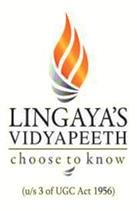 LINGAYA'S
VIDYAPEETH
choose to know
(u/s 3 of UGC Act 1956)